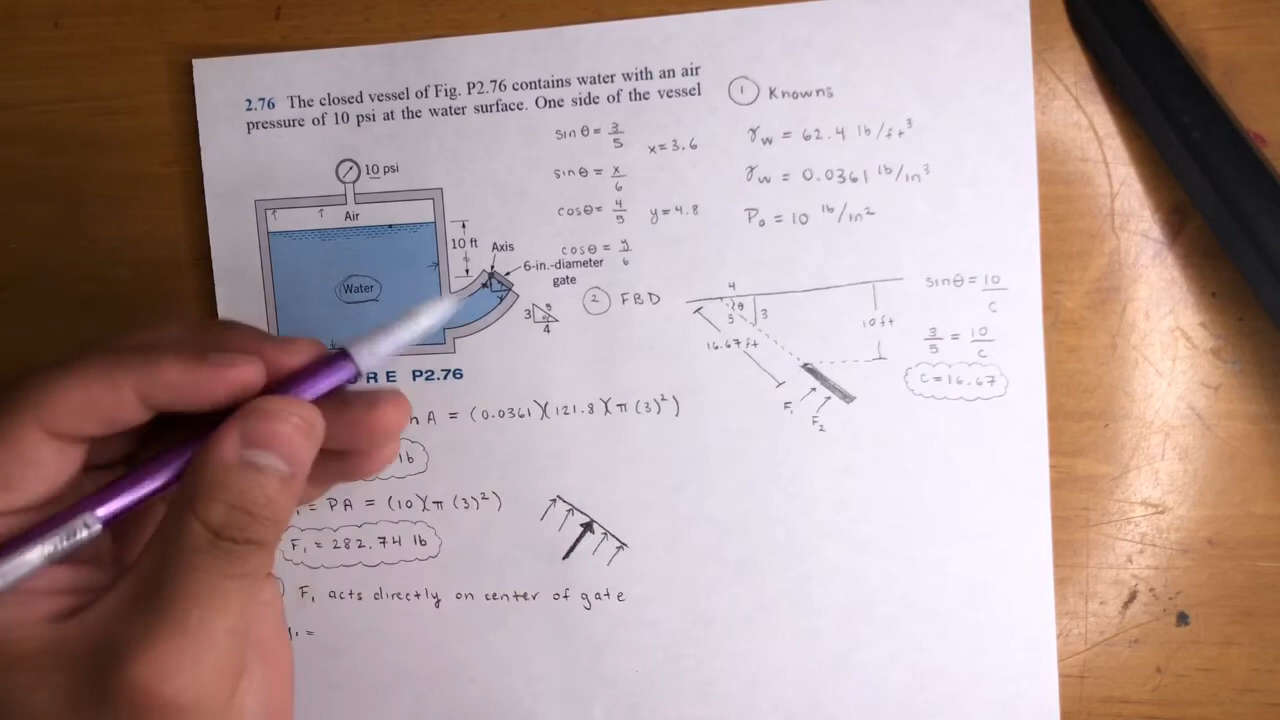 2.76 The closed vessel of Fig. P2.76 contains water with an air
pressure of 10 psi at the water surface. One side of the vessel
10 psi
Air
Water
10 ft
Axis
6-in.-diameter
gate
3
5
θ
4
R E P2.76
sin θ = 3/5
x = 3.6
sin θ = x/6
cos θ = 4/5
y = 4.8
cos θ = y/6
① Knowns
γw = 62.4 lb/ft³
γw = 0.0361 lb/in³
P₀ = 10 lb/in²
② FBD
4
θ
5
3
16.67 ft
10 ft
F₁
F₂
sin θ = 10/c
3/5 = 10/c
c = 16.67
A = (0.0361)(121.8)(π(3)²)
lb
= PA = (10)(π(3)²)
F₁ = 282.74 lb
F₁ acts directly on center of gate